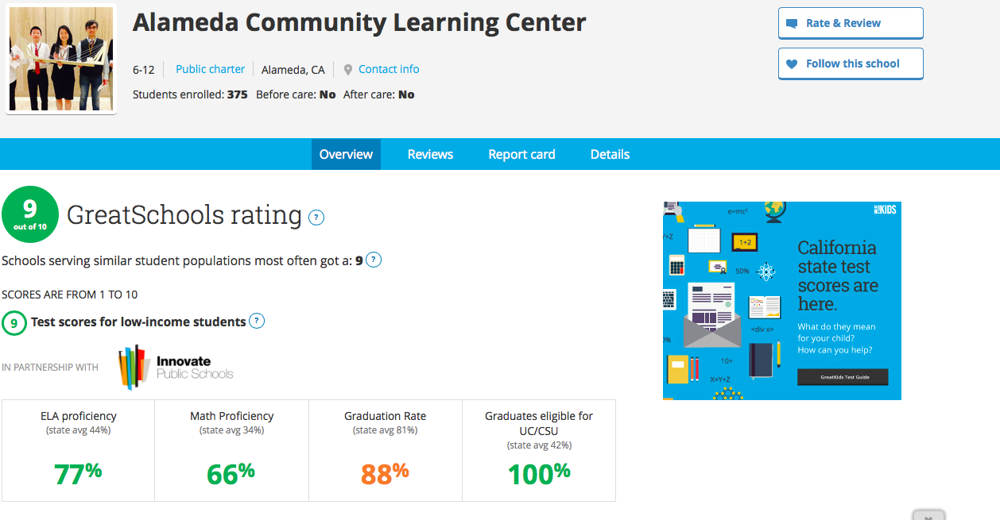 Alameda Community Learning Center
Rate & Review
Follow this school
6-12 Public charter Alameda, CA Contact info
Students enrolled: 375 Before care: No After care: No
Overview Reviews Report card Details
9
out of 10
GreatSchools rating ?
Schools serving similar student populations most often got a: 9 ?
SCORES ARE FROM 1 TO 10
9 Test scores for low-income students ?
IN PARTNERSHIP WITH
Innovate
Public Schools
ELA proficiency
(state avg 44%)
77%
Math Proficiency
(state avg 34%)
66%
Graduation Rate
(state avg 81%)
88%
Graduates eligible for
UC/CSU
(state avg 42%)
100%
e=mc²
KIDS
+Z
1+2
50%
<div x>
0%
10+
X+Y+Z
California
state test
scores are
here.
What do they mean
for your child?
How can you help?
GreatKids Test Guide